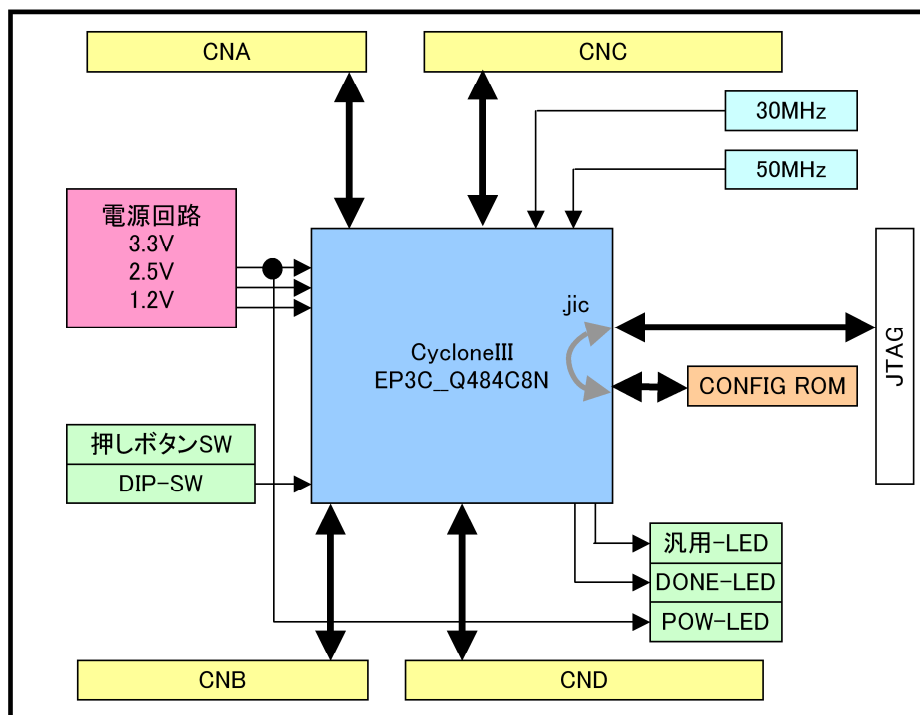 CNA
CNC
30MHz
50MHz
電源回路
3.3V
2.5V
1.2V
.jic
CycloneIII
EP3C__Q484C8N
JTAG
CONFIG ROM
押しボタンSW
DIP-SW
汎用-LED
DONE-LED
POW-LED
CNB
CND